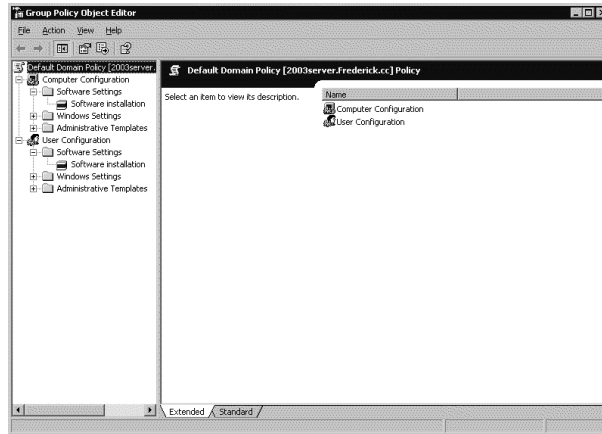 Group Policy Object Editor
File Action View Help
Default Domain Policy [2003server.
Computer Configuration
Software Settings
Software installation
Windows Settings
Administrative Templates
User Configuration
Software Settings
Software installation
Windows Settings
Administrative Templates
Default Domain Policy [2003server.Frederick.cc] Policy
Select an item to view its description.
Name
Computer Configuration
User Configuration
Extended Standard